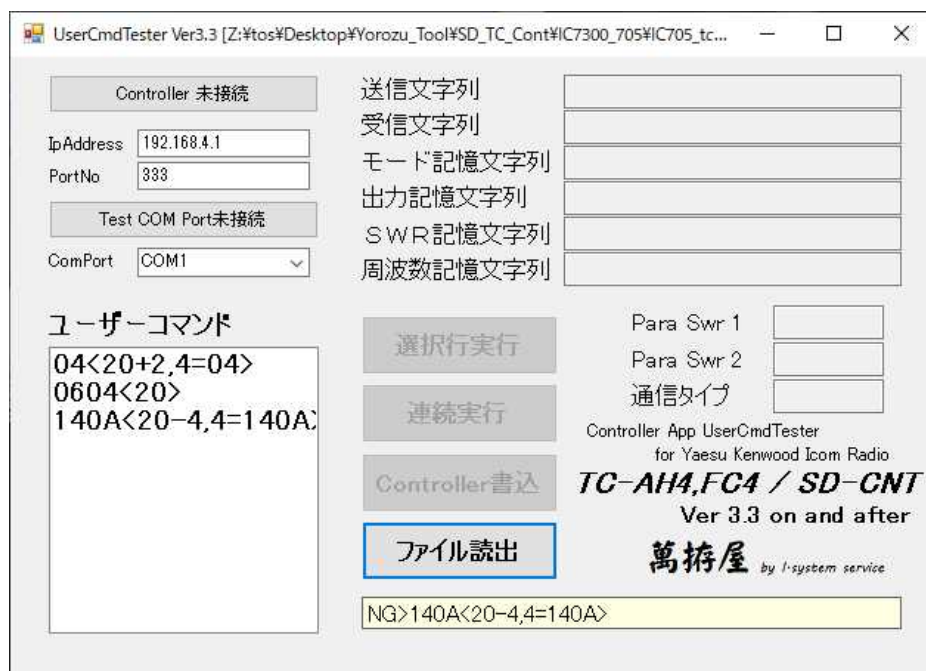 UserCmdTester Ver3.3 [Z:¥tos¥Desktop¥Yorozu_Tool¥SD_TC_Cont¥IC7300_705¥IC705_tc...
Controller 未接続
IpAddress 192.168.4.1
PortNo 333
Test COM Port未接続
ComPort COM1
送信文字列
受信文字列
モード記憶文字列
出力記憶文字列
SWR記憶文字列
周波数記憶文字列
ユーザーコマンド
04<20+2,4=04>
0604<20>
140A<20-4,4=140A>
選択行実行
連続実行
Controller書込
ファイル読出
Para Swr 1
Para Swr 2
通信タイプ
Controller App UserCmdTester
for Yaesu Kenwood Icom Radio
TC-AH4,FC4 / SD-CNT
Ver 3.3 on and after
萬拵屋 by I・system service
NG>140A<20-4,4=140A>